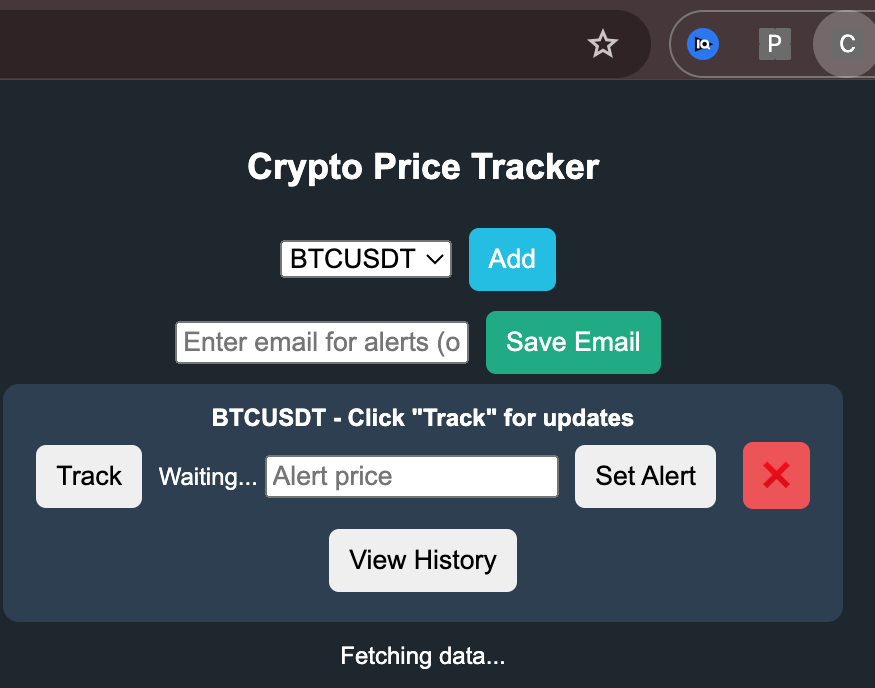 IQ P C
Crypto Price Tracker
BTCUSDT Add
Enter email for alerts (o Save Email
BTCUSDT - Click "Track" for updates
Track Waiting... Alert price Set Alert
View History
Fetching data...